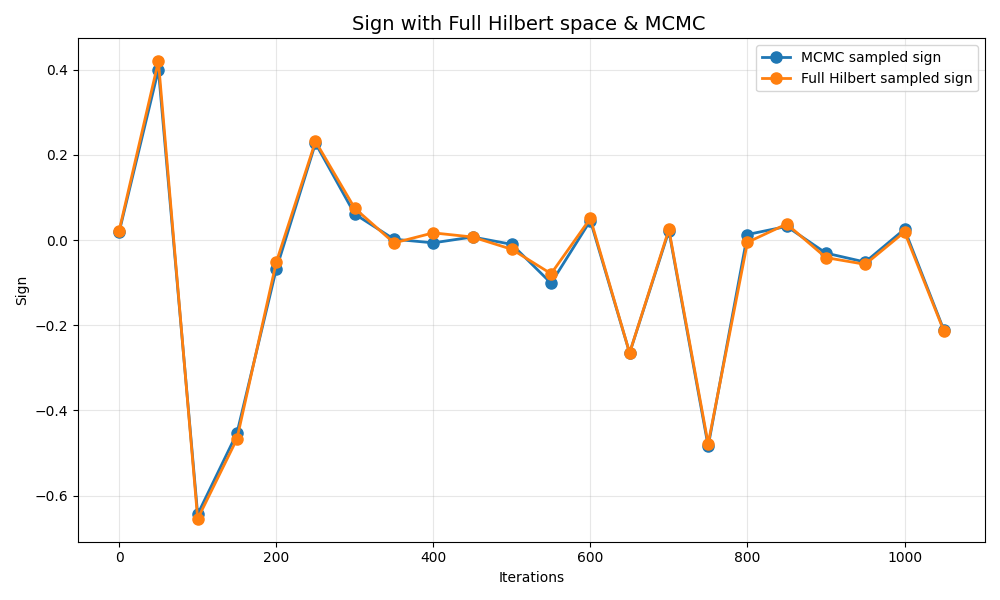 Sign with Full Hilbert space & MCMC
MCMC sampled sign
Full Hilbert sampled sign
0.4
0.2
0.0
−0.2
−0.4
−0.6
Sign
0 200 400 600 800 1000
Iterations